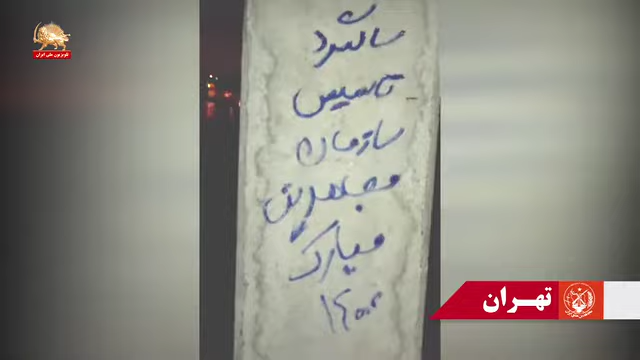 سالگرد
تاسیس
سازمان
مجاهدین
مبارک
۱۴۰۰
تهران